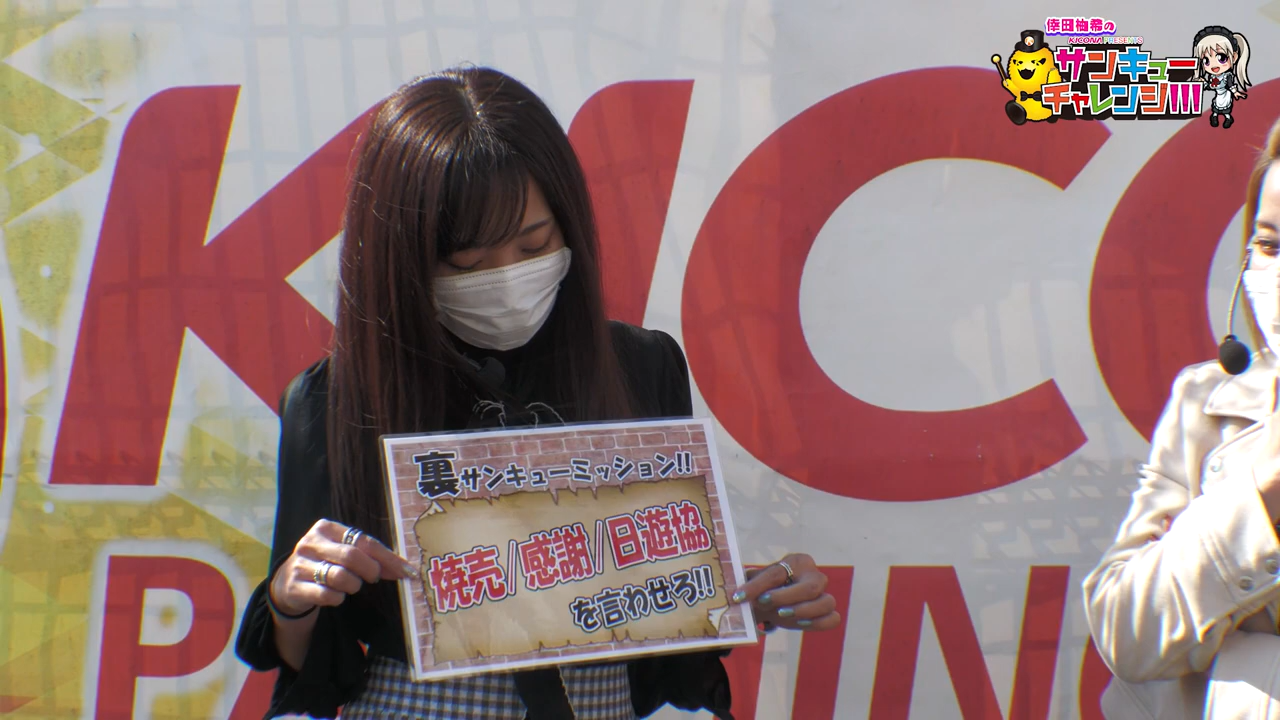 倖田柚希の
KICONA PRESENTS
サンキュー
チャレンジ!!!
KICO
P
裏サンキューミッション!!
焼売/感謝/日遊協
を言わせろ!!